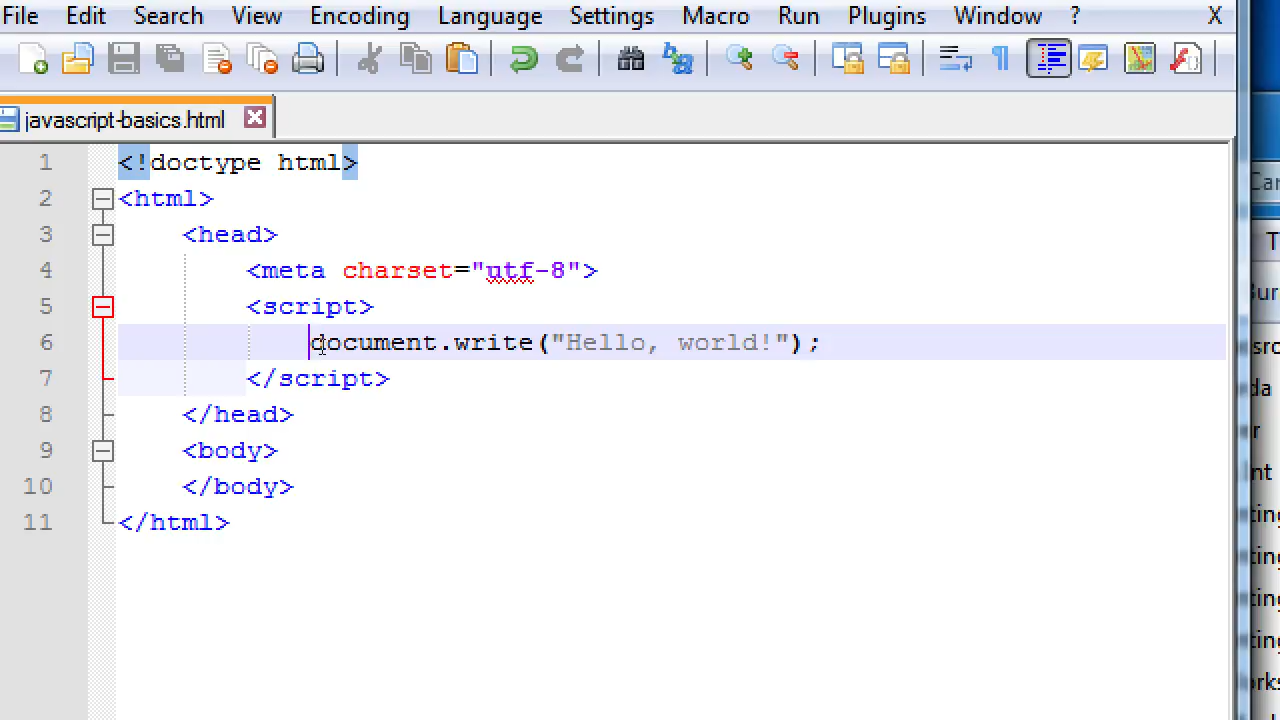 File Edit Search View Encoding Language Settings Macro Run Plugins Window ? X
javascript-basics.html
1 <!doctype html>
2 <html>
3 <head>
4 <meta charset="utf-8">
5 <script>
6 document.write("Hello, world!");
7 </script>
8 </head>
9 <body>
10 </body>
11 </html>